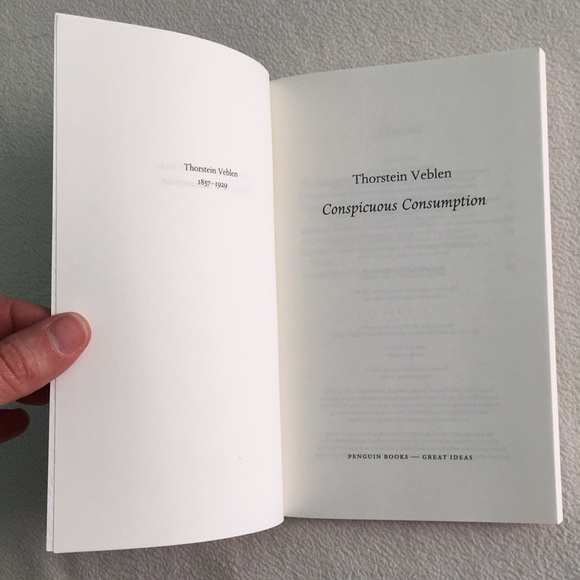 Thorstein Veblen
1857–1929
Thorstein Veblen
Conspicuous Consumption
PENGUIN BOOKS — GREAT IDEAS